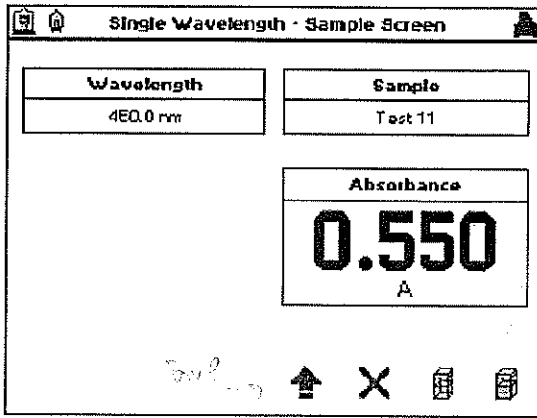 Single Wavelength - Sample Screen
Wavelength
Sample
460.0 nm
Test 11
Absorbance
0.550
A